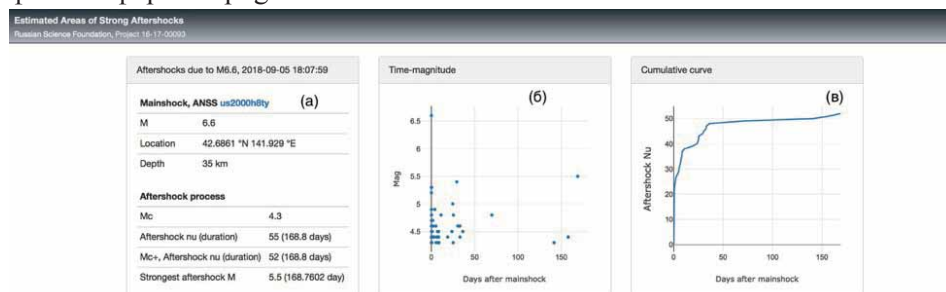 Estimated Areas of Strong Aftershocks
Russian Science Foundation, Project 16-17-00093
Aftershocks due to M6.6, 2018-09-05 18:07:59
Mainshock, ANSS us2000h8ty (a)
M 6.6
Location 42.6861 °N 141.929 °E
Depth 35 km
Aftershock process
Mc 4.3
Aftershock nu (duration) 55 (168.8 days)
Mc+, Aftershock nu (duration) 52 (168.8 days)
Strongest aftershock M 5.5 (168.7602 day)
Time-magnitude
(б)
6.5
6
5.5
5
4.5
Mag
0 50 100 150
Days after mainshock
Cumulative curve
(в)
50
40
30
20
10
0
Aftershock Nu
0 50 100 150
Days after mainshock